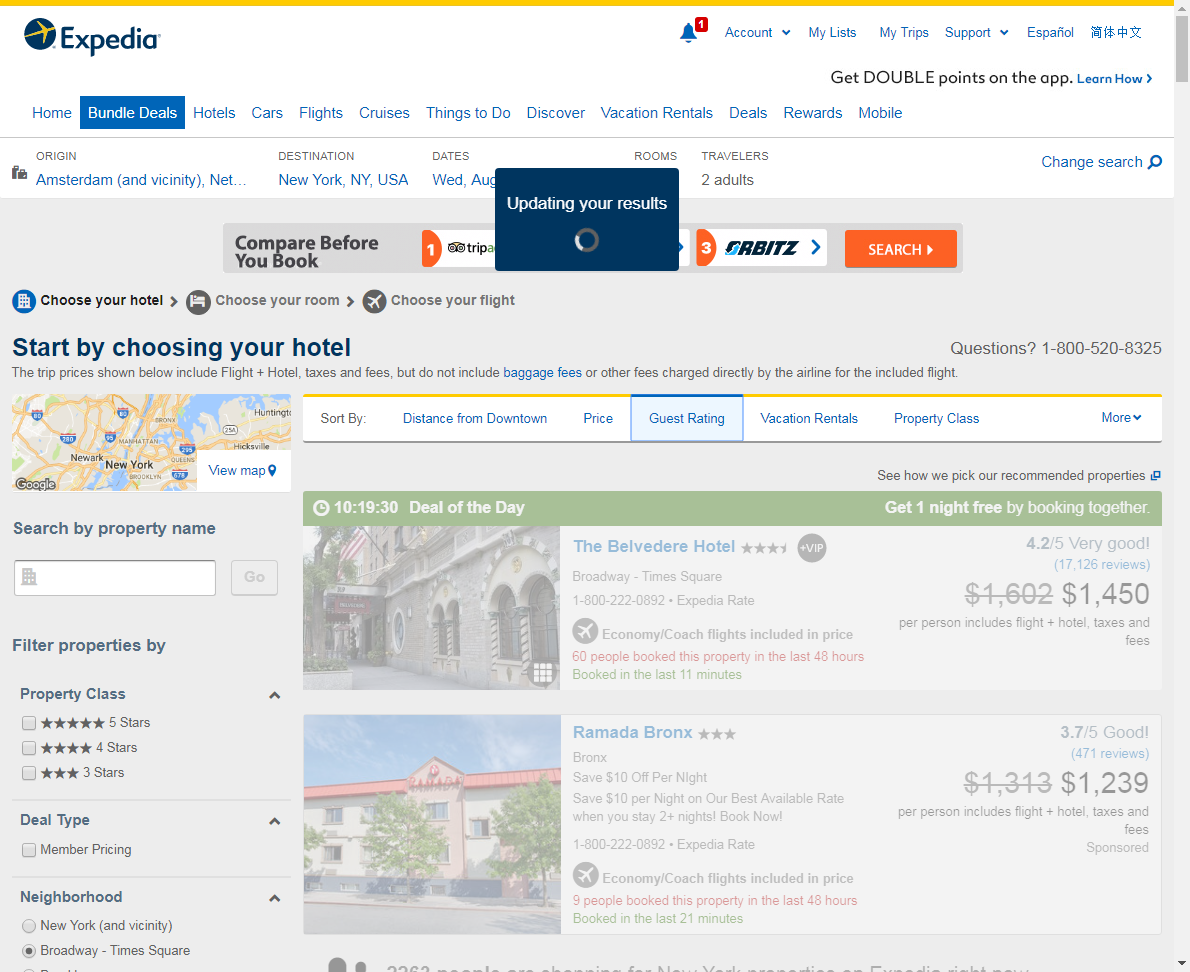 Expedia
1
Account
My Lists
My Trips
Support
Español
简体中文
Get DOUBLE points on the app. Learn How
Home
Bundle Deals
Hotels
Cars
Flights
Cruises
Things to Do
Discover
Vacation Rentals
Deals
Rewards
Mobile
ORIGIN
Amsterdam (and vicinity), Net...
DESTINATION
New York, NY, USA
DATES
Wed, Aug
ROOMS
TRAVELERS
2 adults
Change search
Updating your results
Compare Before
You Book
1
3 ORBITZ
SEARCH
Choose your hotel
Choose your room
Choose your flight
Start by choosing your hotel
Questions? 1-800-520-8325
The trip prices shown below include Flight + Hotel, taxes and fees, but do not include baggage fees or other fees charged directly by the airline for the included flight.
80
80
BRONX
Huntingt
25A
280
95
MANHATTAN
Hicksville
Newark
New York
QUEENS
295
BROOKLYN
678
Google
View map
Sort By:
Distance from Downtown
Price
Guest Rating
Vacation Rentals
Property Class
More
See how we pick our recommended properties
Search by property name
Go
Filter properties by
Property Class
5 Stars
4 Stars
3 Stars
Deal Type
Member Pricing
Neighborhood
New York (and vicinity)
Broadway - Times Square
10:19:30 Deal of the Day
Get 1 night free by booking together.
The Belvedere Hotel
+VIP
Broadway - Times Square
1-800-222-0892 • Expedia Rate
Economy/Coach flights included in price
60 people booked this property in the last 48 hours
Booked in the last 11 minutes
4.2/5 Very good!
(17,126 reviews)
$1,602 $1,450
per person includes flight + hotel, taxes and
fees
RAMADA
Ramada Bronx
Bronx
Save $10 Off Per NIght
Save $10 per Night on Our Best Available Rate
when you stay 2+ nights! Book Now!
1-800-222-0892 • Expedia Rate
Economy/Coach flights included in price
9 people booked this property in the last 48 hours
Booked in the last 21 minutes
3.7/5 Good!
(471 reviews)
$1,313 $1,239
per person includes flight + hotel, taxes and
fees
Sponsored
2263 people are shopping for New York properties on Expedia right now